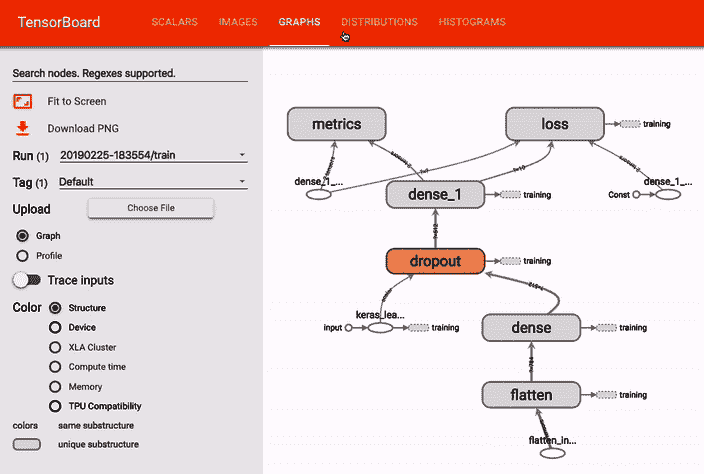 TensorBoard SCALARS IMAGES GRAPHS DISTRIBUTIONS HISTOGRAMS
Search nodes. Regexes supported.
Fit to Screen
Download PNG
Run (1) 20190225-183554/train
Tag (1) Default
Upload Choose File
Graph
Profile
Trace inputs
Color Structure
Device
XLA Cluster
Compute time
Memory
TPU Compatibility
colors same substructure
unique substructure
metrics
loss
training
dense_1_...
dense_1
training
Const
dense_1_...
dropout
training
input
keras_lea...
training
dense
training
flatten
training
flatten_in...